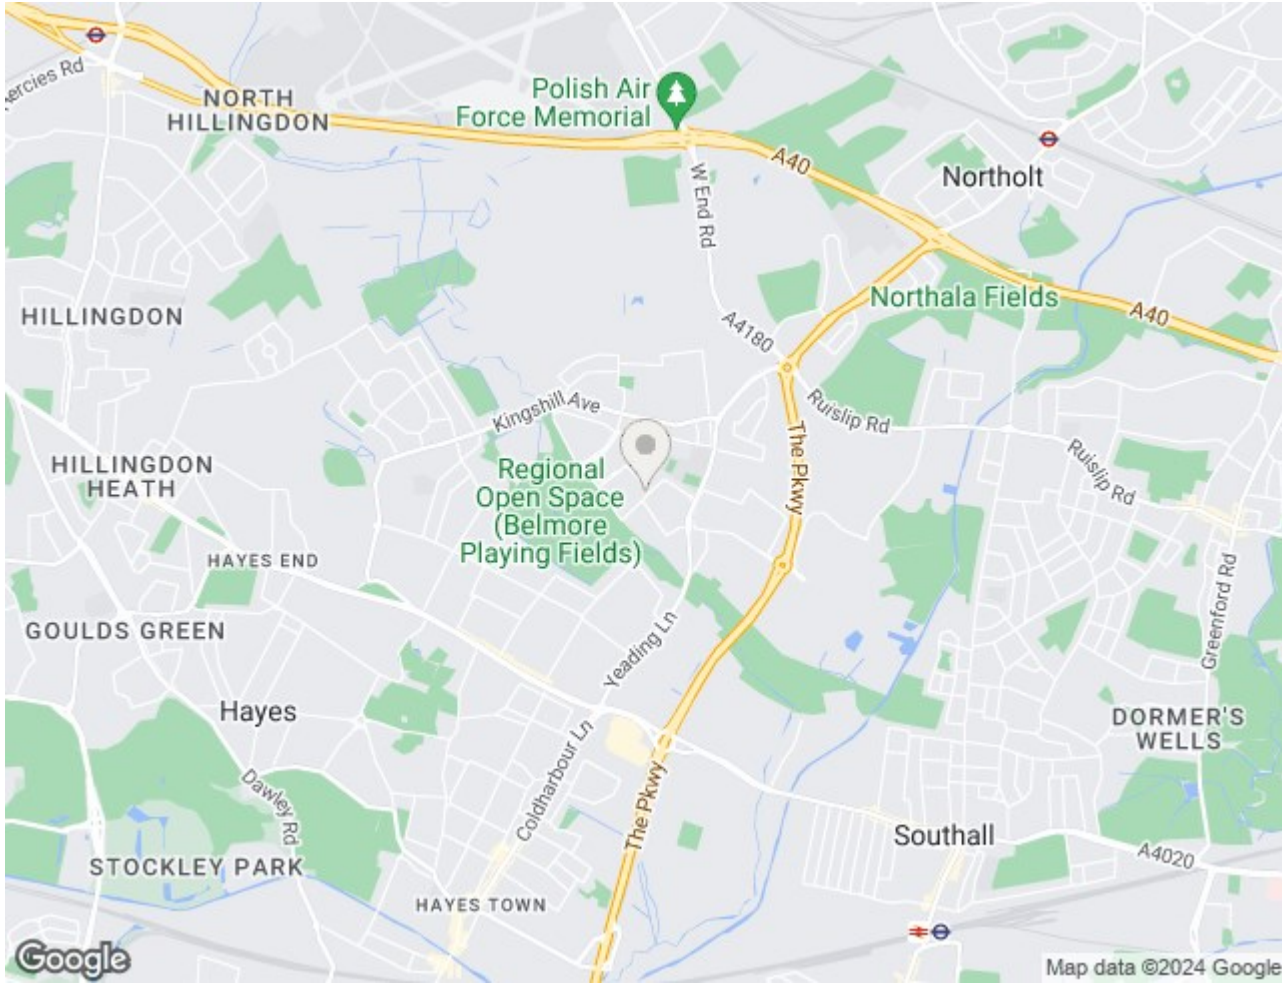 ercies Rd
NORTH
HILLINGDON
Polish Air
Force Memorial
A40
W End Rd
Northolt
HILLINGDON
Northala Fields
A40
A4180
Kingshill Ave
Ruislip Rd
Ruislip Rd
The Pkwy
HILLINGDON
HEATH
Regional
Open Space
(Belmore
Playing Fields)
HAYES END
Greenford Rd
GOULDS GREEN
Yeading Ln
Hayes
DORMER'S
WELLS
Coldharbour Ln
Dawley Rd
The Pkwy
Southall
A4020
STOCKLEY PARK
HAYES TOWN
Google
Map data ©2024 Google